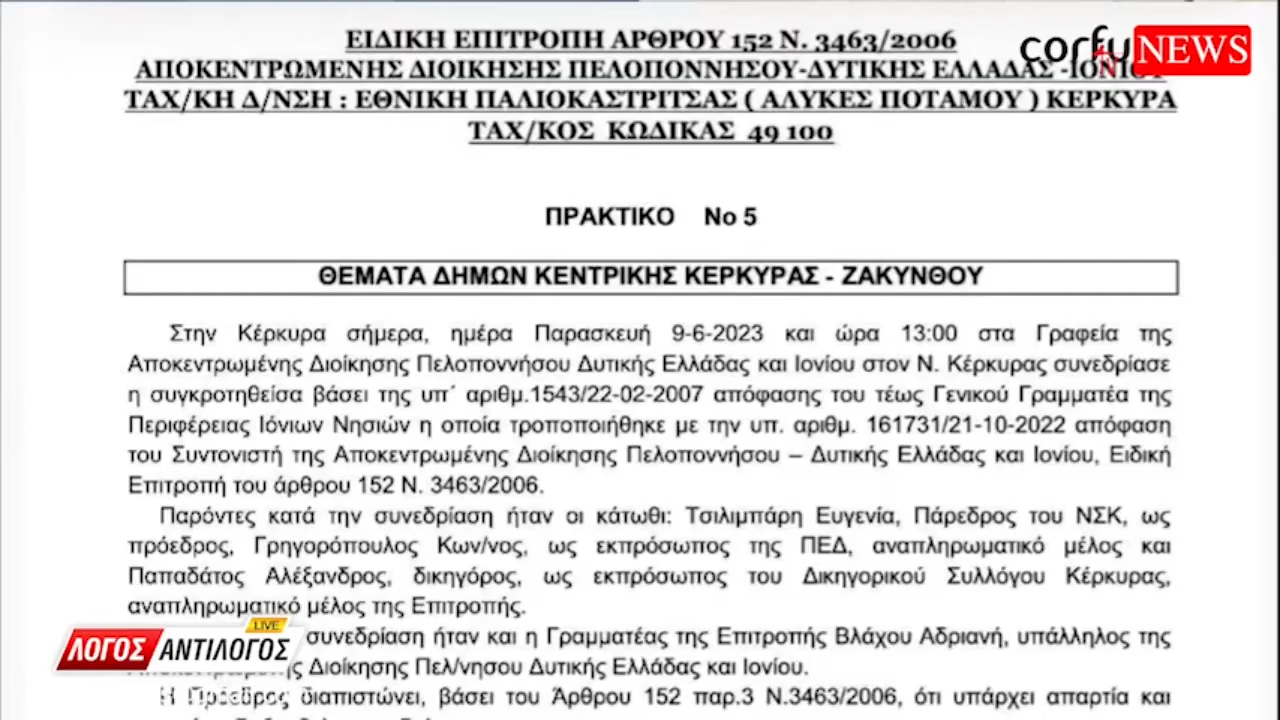 ΕΙΔΙΚΗ ΕΠΙΤΡΟΠΗ ΑΡΘΡΟΥ 152 Ν. 3463/2006
corfu
NEWS
ΑΠΟΚΕΝΤΡΩΜΕΝΗΣ ΔΙΟΙΚΗΣΗΣ ΠΕΛΟΠΟΝΝΗΣΟΥ-ΔΥΤΙΚΗΣ ΕΛΛΑΔΑΣ -ΙΟΝΙΟΥ
ΤΑΧ/ΚΗ Δ/ΝΣΗ : ΕΘΝΙΚΗ ΠΑΛΙΟΚΑΣΤΡΙΤΣΑΣ ( ΑΛΥΚΕΣ ΠΟΤΑΜΟΥ ) ΚΕΡΚΥΡΑ
ΤΑΧ/ΚΟΣ ΚΩΔΙΚΑΣ 49 100
ΠΡΑΚΤΙΚΟ Νο 5
ΘΕΜΑΤΑ ΔΗΜΩΝ ΚΕΝΤΡΙΚΗΣ ΚΕΡΚΥΡΑΣ - ΖΑΚΥΝΘΟΥ
Στην Κέρκυρα σήμερα, ημέρα Παρασκευή 9-6-2023 και ώρα 13:00 στα Γραφεία της
Αποκεντρωμένης Διοίκησης Πελοποννήσου Δυτικής Ελλάδας και Ιονίου στον Ν. Κέρκυρας συνεδρίασε
η συγκροτηθείσα βάσει της υπ΄ αριθμ.1543/22-02-2007 απόφασης του τέως Γενικού Γραμματέα της
Περιφέρειας Ιόνιων Νησιών η οποία τροποποιήθηκε με την υπ. αριθμ. 161731/21-10-2022 απόφαση
του Συντονιστή της Αποκεντρωμένης Διοίκησης Πελοποννήσου – Δυτικής Ελλάδας και Ιονίου, Ειδική
Επιτροπή του άρθρου 152 Ν. 3463/2006.
Παρόντες κατά την συνεδρίαση ήταν οι κάτωθι: Τσιλιμπάρη Ευγενία, Πάρεδρος του ΝΣΚ, ως
πρόεδρος, Γρηγορόπουλος Κων/νος, ως εκπρόσωπος της ΠΕΔ, αναπληρωματικό μέλος και
Παπαδάτος Αλέξανδρος, δικηγόρος, ως εκπρόσωπος του Δικηγορικού Συλλόγου Κέρκυρας,
αναπληρωματικό μέλος της Επιτροπής.
συνεδρίαση ήταν και η Γραμματέας της Επιτροπής Βλάχου Αδριανή, υπάλληλος της
Διοίκησης Πελ/νησου Δυτικής Ελλάδας και Ιονίου.
LIVE
ΛΟΓΟΣ ΑΝΤΙΛΟΓΟΣ
Η Πρόεδρος διαπιστώνει, βάσει του Άρθρου 152 παρ.3 Ν.3463/2006, ότι υπάρχει απαρτία και